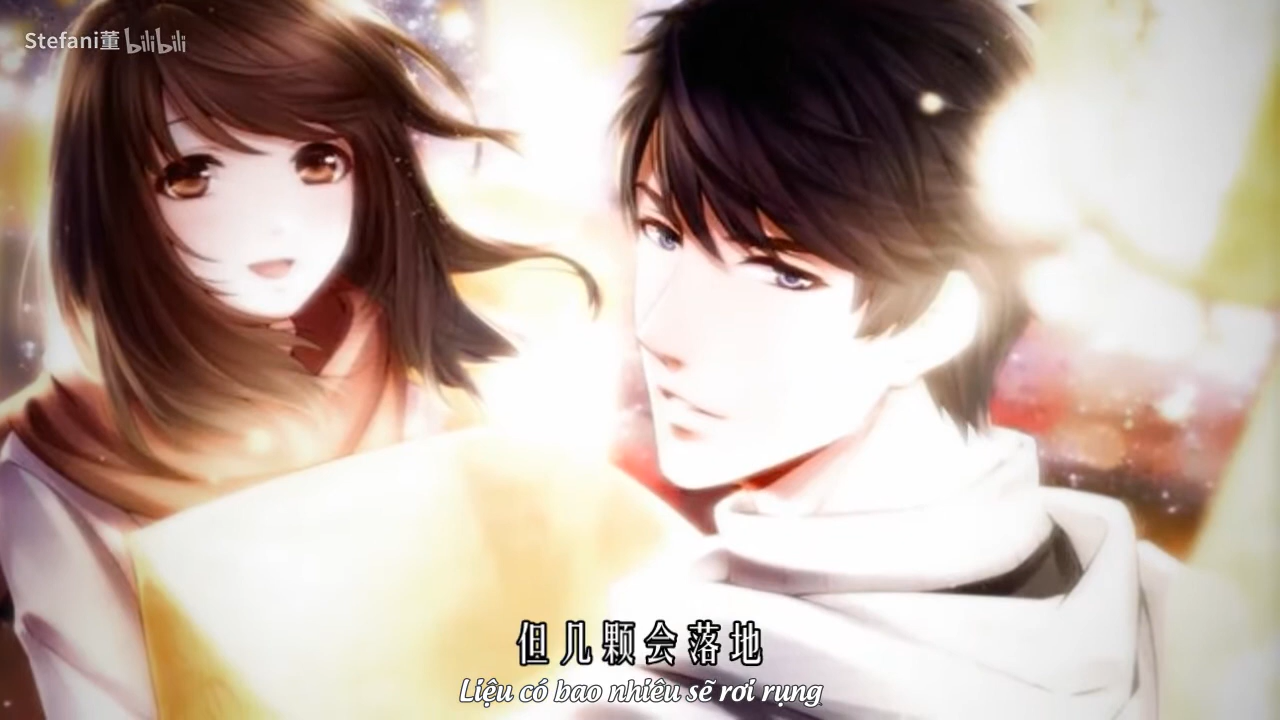 Stefani董 bilibili
但几颗会落地
Liệu có bao nhiêu sẽ rơi rụng